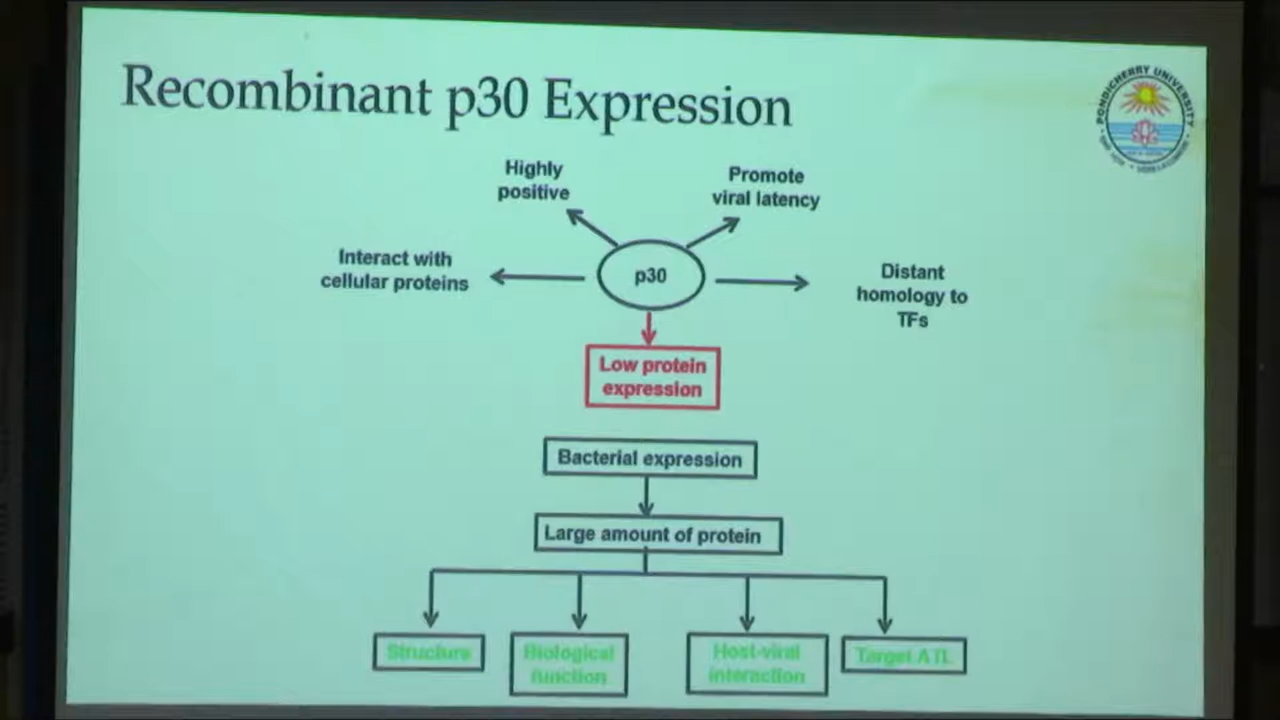 Recombinant p30 Expression
PONDICHERRY UNIVERSITY
Highly
positive
Promote
viral latency
Interact with
cellular proteins
p30
Distant
homology to
TFs
Low protein
expression
Bacterial expression
Large amount of protein
Structure
Biological
function
Host-viral
interaction
Target ATL